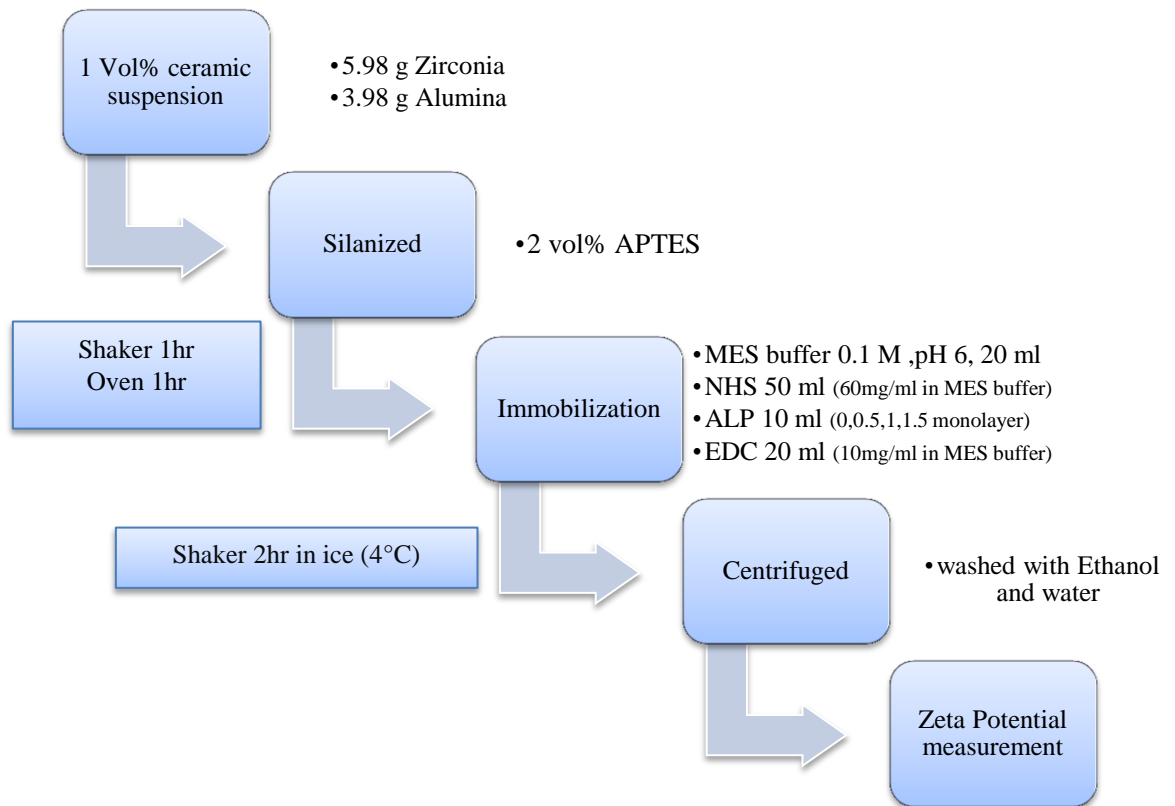 1 Vol% ceramic
suspension
•5.98 g Zirconia
•3.98 g Alumina
Silanized
•2 vol% APTES
Shaker 1hr
Oven 1hr
Immobilization
•MES buffer 0.1 M ,pH 6, 20 ml
•NHS 50 ml (60mg/ml in MES buffer)
•ALP 10 ml (0,0.5,1,1.5 monolayer)
•EDC 20 ml (10mg/ml in MES buffer)
Shaker 2hr in ice (4°C)
Centrifuged
•washed with Ethanol
and water
Zeta Potential
measurement